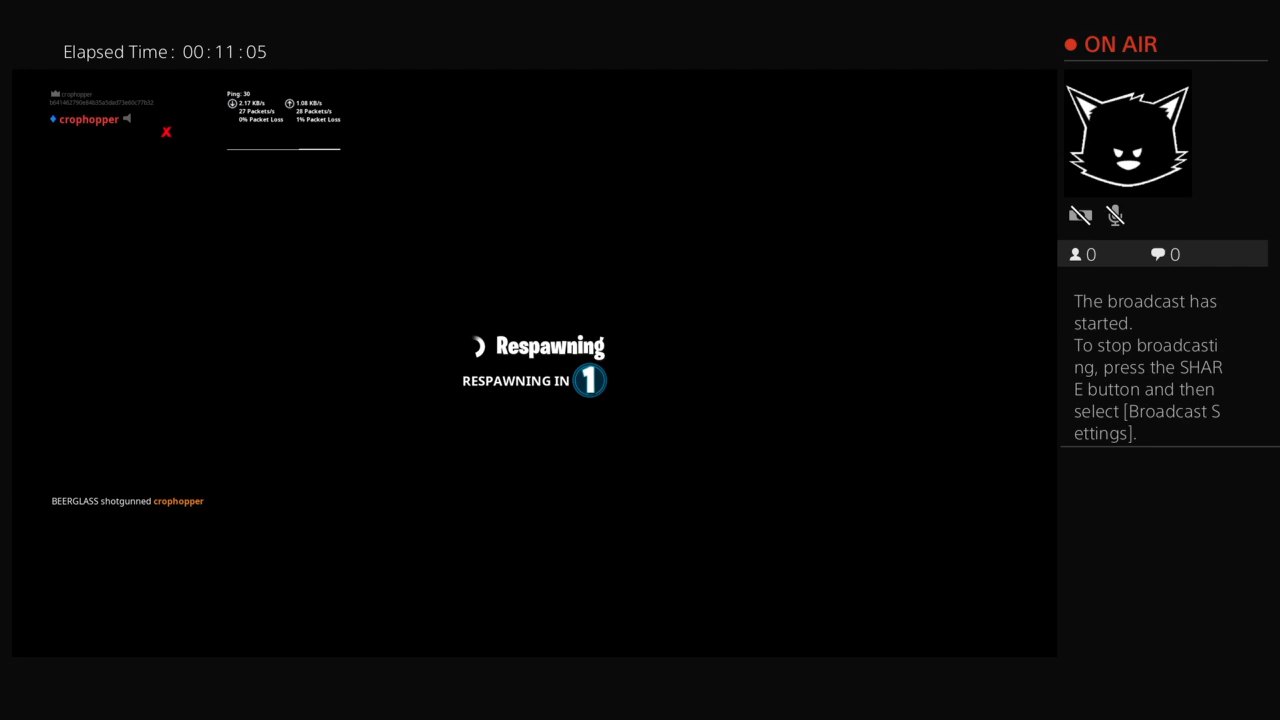 Elapsed Time: 00:11:05
ON AIR
crophopper
crophopper
X
Ping: 30
2.17 KB/s
27 Packets/s
0% Packet Loss
1.08 KB/s
28 Packets/s
1% Packet Loss
0
0
The broadcast has
started.
To stop broadcasti
ng, press the SHAR
E button and then
select [Broadcast S
ettings].
Respawning
RESPAWNING IN 1
BEERGLASS shotgunned crophopper